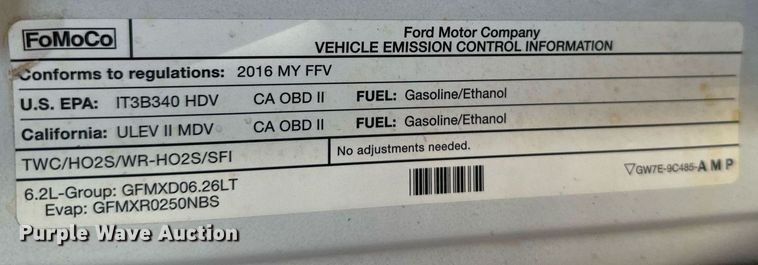 FoMoCo
Ford Motor Company
VEHICLE EMISSION CONTROL INFORMATION
Conforms to regulations: 2016 MY FFV
U.S. EPA: IT3B340 HDV CA OBD II FUEL: Gasoline/Ethanol
California: ULEV II MDV CA OBD II FUEL: Gasoline/Ethanol
TWC/HO2S/WR-HO2S/SFI
No adjustments needed.
6.2L-Group: GFMXD06.26LT
Evap: GFMXR0250NBS
▽GW7E-9C485-AMP
Purple Wave Auction